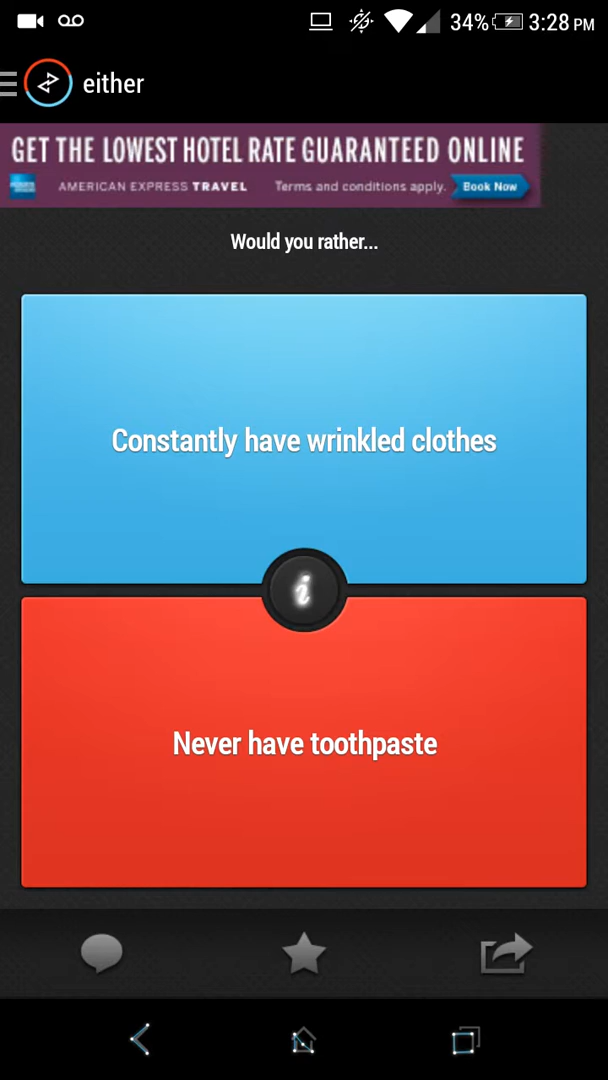 34% 3:28 PM
either
GET THE LOWEST HOTEL RATE GUARANTEED ONLINE
AMERICAN EXPRESS TRAVEL Terms and conditions apply. Book Now
Would you rather...
Constantly have wrinkled clothes
i
Never have toothpaste